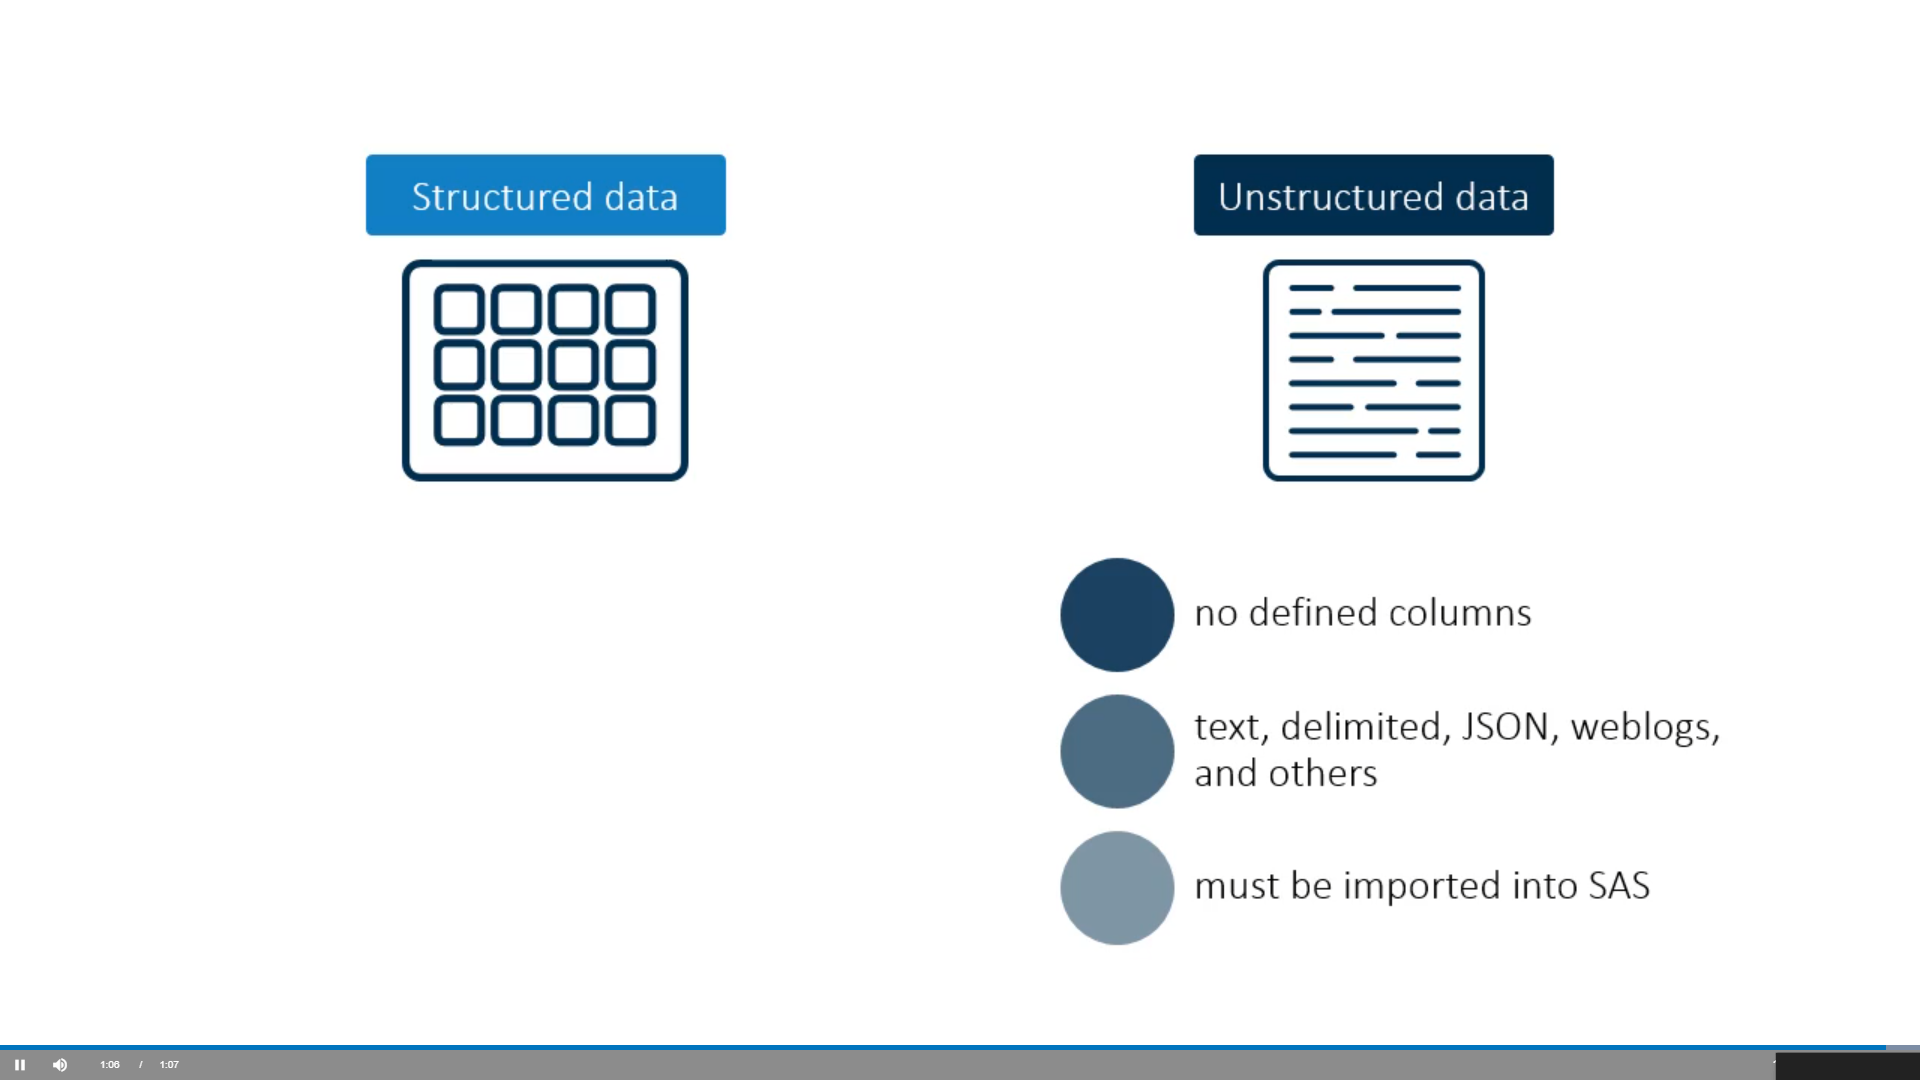 Structured data
Unstructured data
no defined columns
text, delimited, JSON, weblogs,
and others
must be imported into SAS
1:06 / 1:07